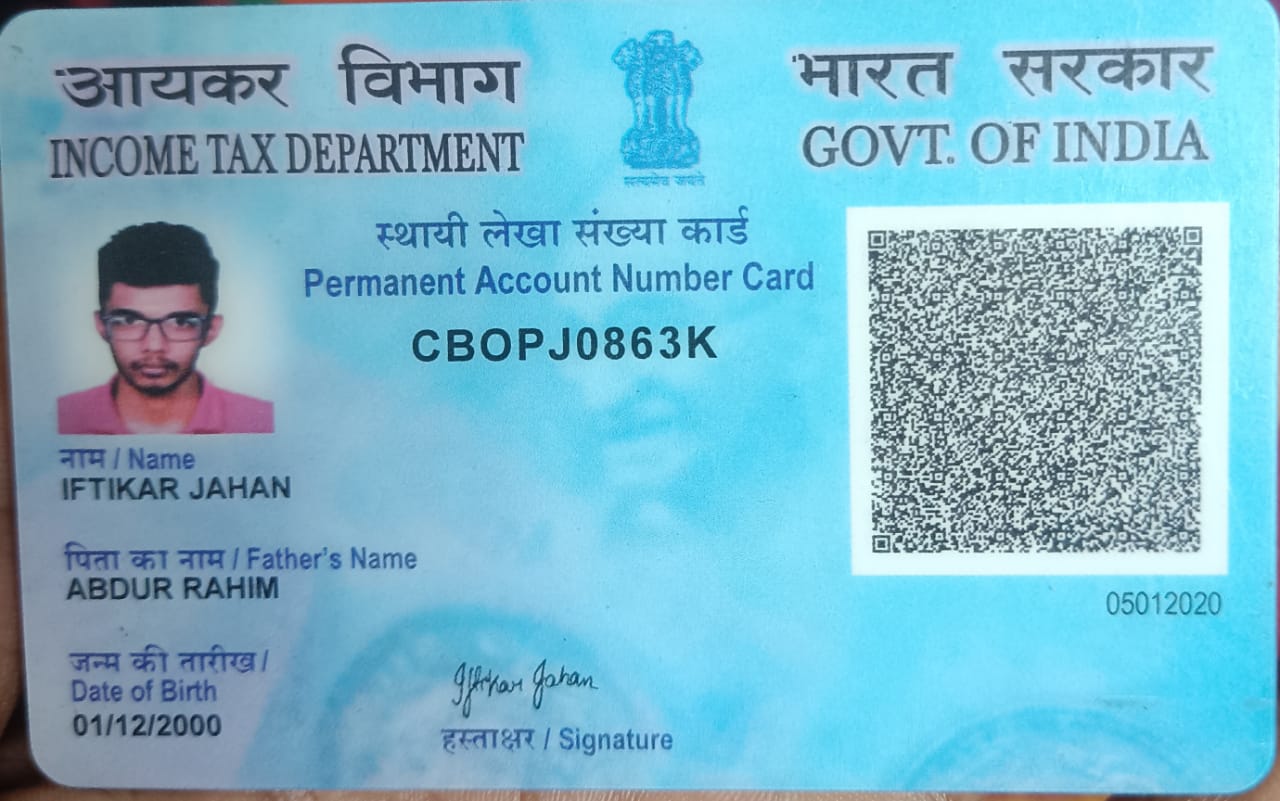 आयकर विभाग
INCOME TAX DEPARTMENT
सत्यमेव जयते
भारत सरकार
GOVT. OF INDIA
स्थायी लेखा संख्या कार्ड
Permanent Account Number Card
CBOPJ0863K
नाम / Name
IFTIKAR JAHAN
पिता का नाम / Father's Name
ABDUR RAHIM
जन्म की तारीख /
Date of Birth
01/12/2000
Iftikar Jahan
हस्ताक्षर / Signature
05012020